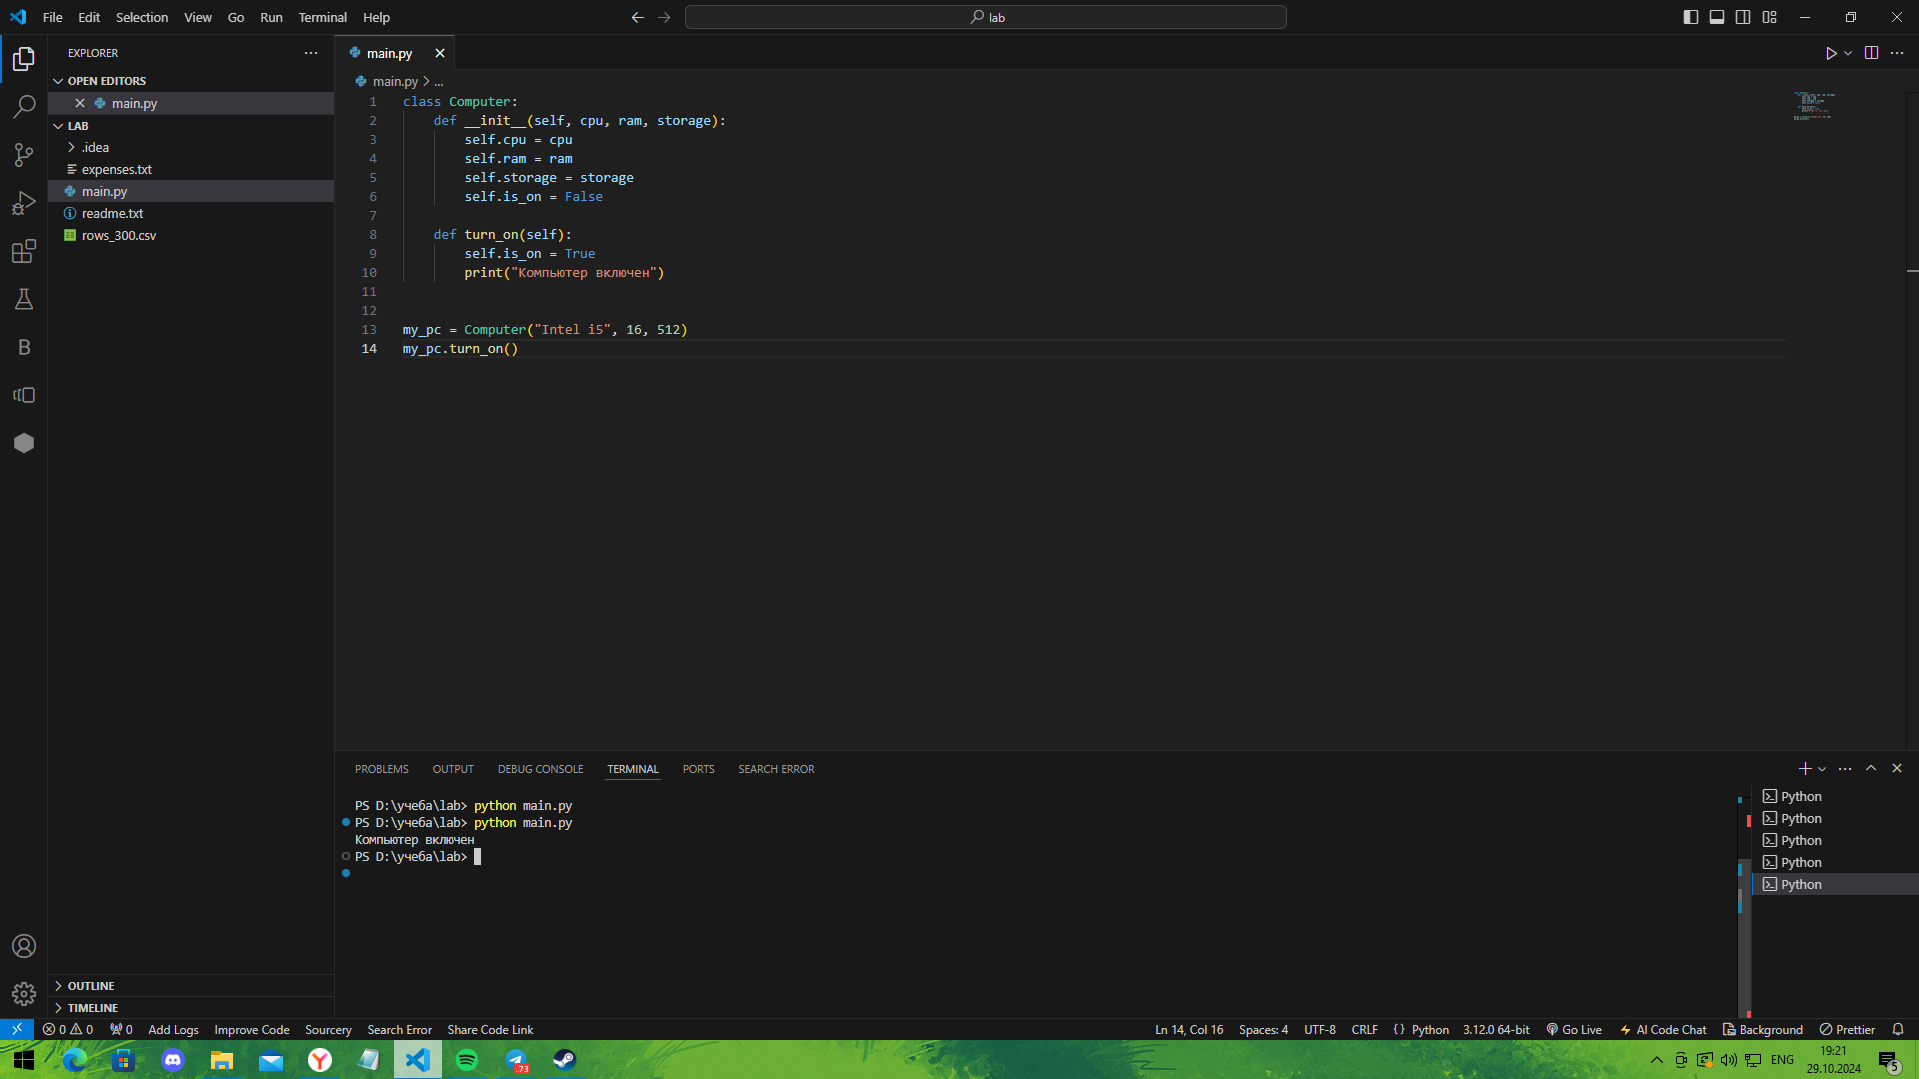 File Edit Selection View Go Run Terminal Help
lab
EXPLORER
OPEN EDITORS
main.py
LAB
.idea
expenses.txt
main.py
readme.txt
rows_300.csv
OUTLINE
TIMELINE
main.py
main.py > ...
1 class Computer:
2 def __init__(self, cpu, ram, storage):
3 self.cpu = cpu
4 self.ram = ram
5 self.storage = storage
6 self.is_on = False
7
8 def turn_on(self):
9 self.is_on = True
10 print("Компьютер включен")
11
12
13 my_pc = Computer("Intel i5", 16, 512)
14 my_pc.turn_on()
PROBLEMS OUTPUT DEBUG CONSOLE TERMINAL PORTS SEARCH ERROR
PS D:\учеба\lab> python main.py
PS D:\учеба\lab> python main.py
Компьютер включен
PS D:\учеба\lab>
Python
Python
Python
Python
Python
0 0 0 Add Logs Improve Code Sourcery Search Error Share Code Link Ln 14, Col 16 Spaces: 4 UTF-8 CRLF {} Python 3.12.0 64-bit Go Live AI Code Chat Background Prettier
73
ENG
19:21
29.10.2024
5